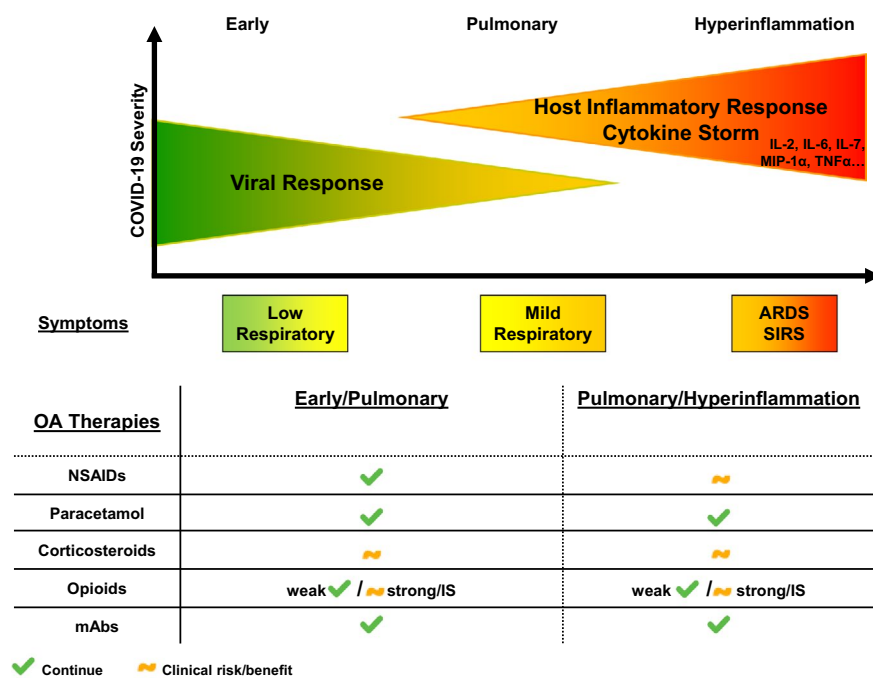 Early Pulmonary Hyperinflammation
COVID-19 Severity
Host Inflammatory Response
Cytokine Storm
IL-2, IL-6, IL-7,
MIP-1α, TNFα...
Viral Response
Symptoms
Low
Respiratory
Mild
Respiratory
ARDS
SIRS
OA Therapies
Early/Pulmonary
Pulmonary/Hyperinflammation
NSAIDs
Paracetamol
Corticosteroids
Opioids weak / strong/IS weak / strong/IS
mAbs
Continue Clinical risk/benefit